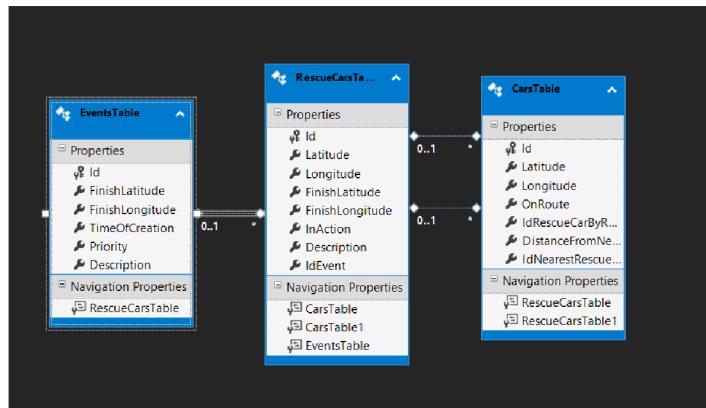 EventsTable
Properties
Id
FinishLatitude
FinishLongitude
TimeOfCreation
Priority
Description
Navigation Properties
RescueCarsTable
0..1
*
RescueCarsTa...
Properties
Id
Latitude
Longitude
FinishLatitude
FinishLongitude
InAction
Description
IdEvent
Navigation Properties
CarsTable
CarsTable1
EventsTable
0..1
*
0..1
*
CarsTable
Properties
Id
Latitude
Longitude
OnRoute
IdRescueCarByR...
DistanceFromNe...
IdNearestRescue...
Navigation Properties
RescueCarsTable
RescueCarsTable1